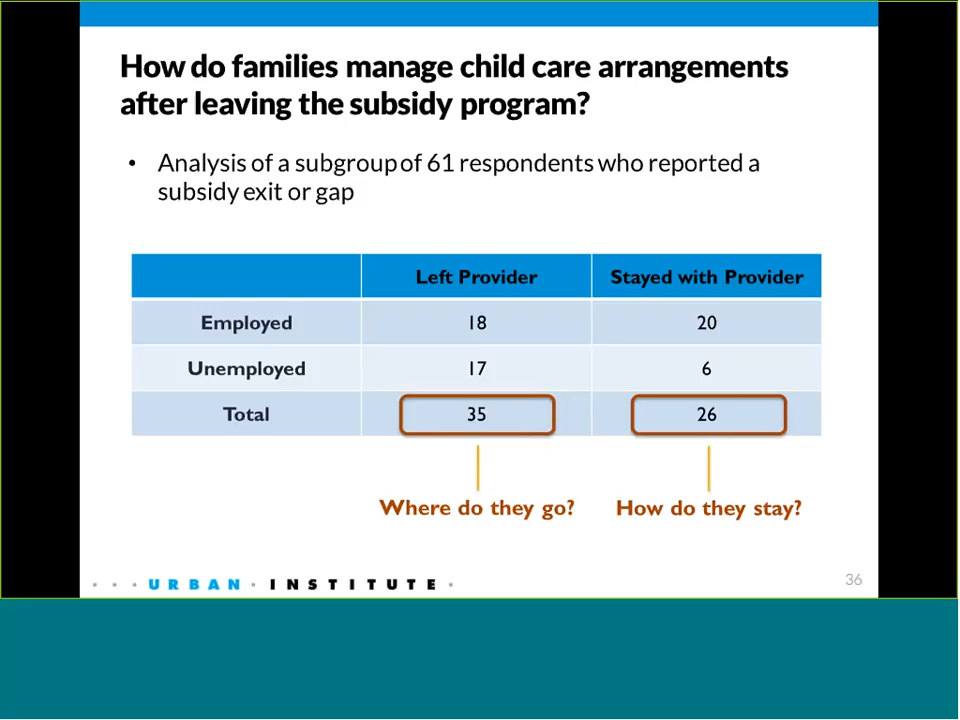 How do families manage child care arrangements
after leaving the subsidy program?
• Analysis of a subgroup of 61 respondents who reported a
subsidy exit or gap
Left Provider Stayed with Provider
Employed 18 20
Unemployed 17 6
Total 35 26
Where do they go? How do they stay?
URBAN INSTITUTE
36